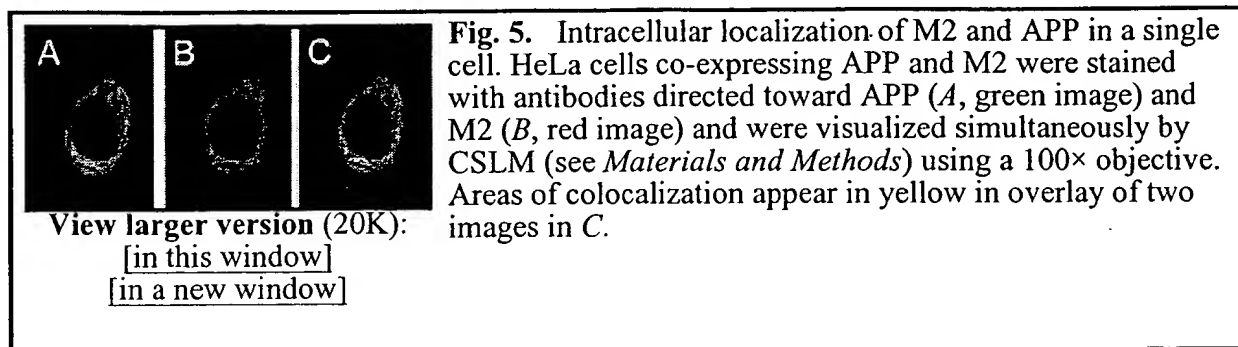 A B C
Fig. 5. Intracellular localization of M2 and APP in a single
cell. HeLa cells co-expressing APP and M2 were stained
with antibodies directed toward APP (A, green image) and
M2 (B, red image) and were visualized simultaneously by
CSLM (see Materials and Methods) using a 100× objective.
Areas of colocalization appear in yellow in overlay of two
images in C.
View larger version (20K):
[in this window]
[in a new window]